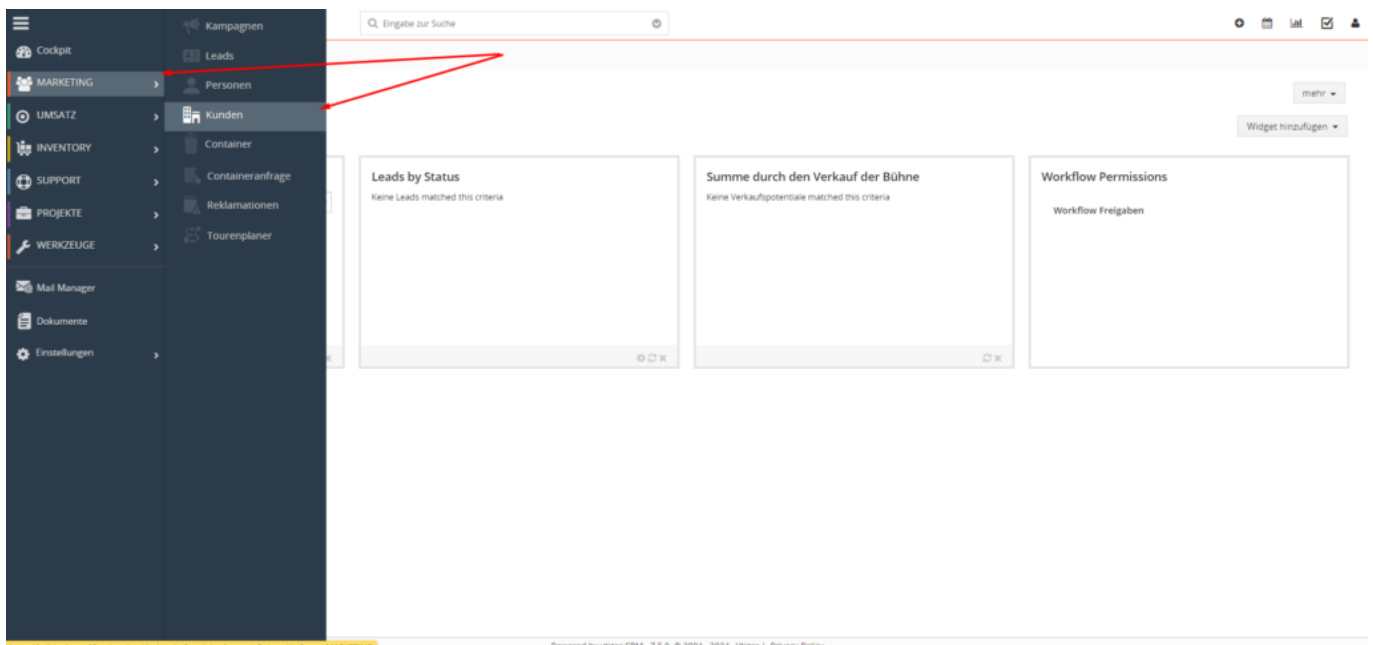 Cockpit
MARKETING
UMSATZ
INVENTORY
SUPPORT
PROJEKTE
WERKZEUGE
Mail Manager
Dokumente
Einstellungen
Kampagnen
Leads
Personen
Kunden
Container
Containeranfrage
Reklamationen
Tourenplaner
Eingabe zur Suche
mehr
Widget hinzufügen
Leads by Status
Keine Leads matched this criteria
Summe durch den Verkauf der Bühne
Keine Verkaufspotentiale matched this criteria
Workflow Permissions
Workflow Freigaben